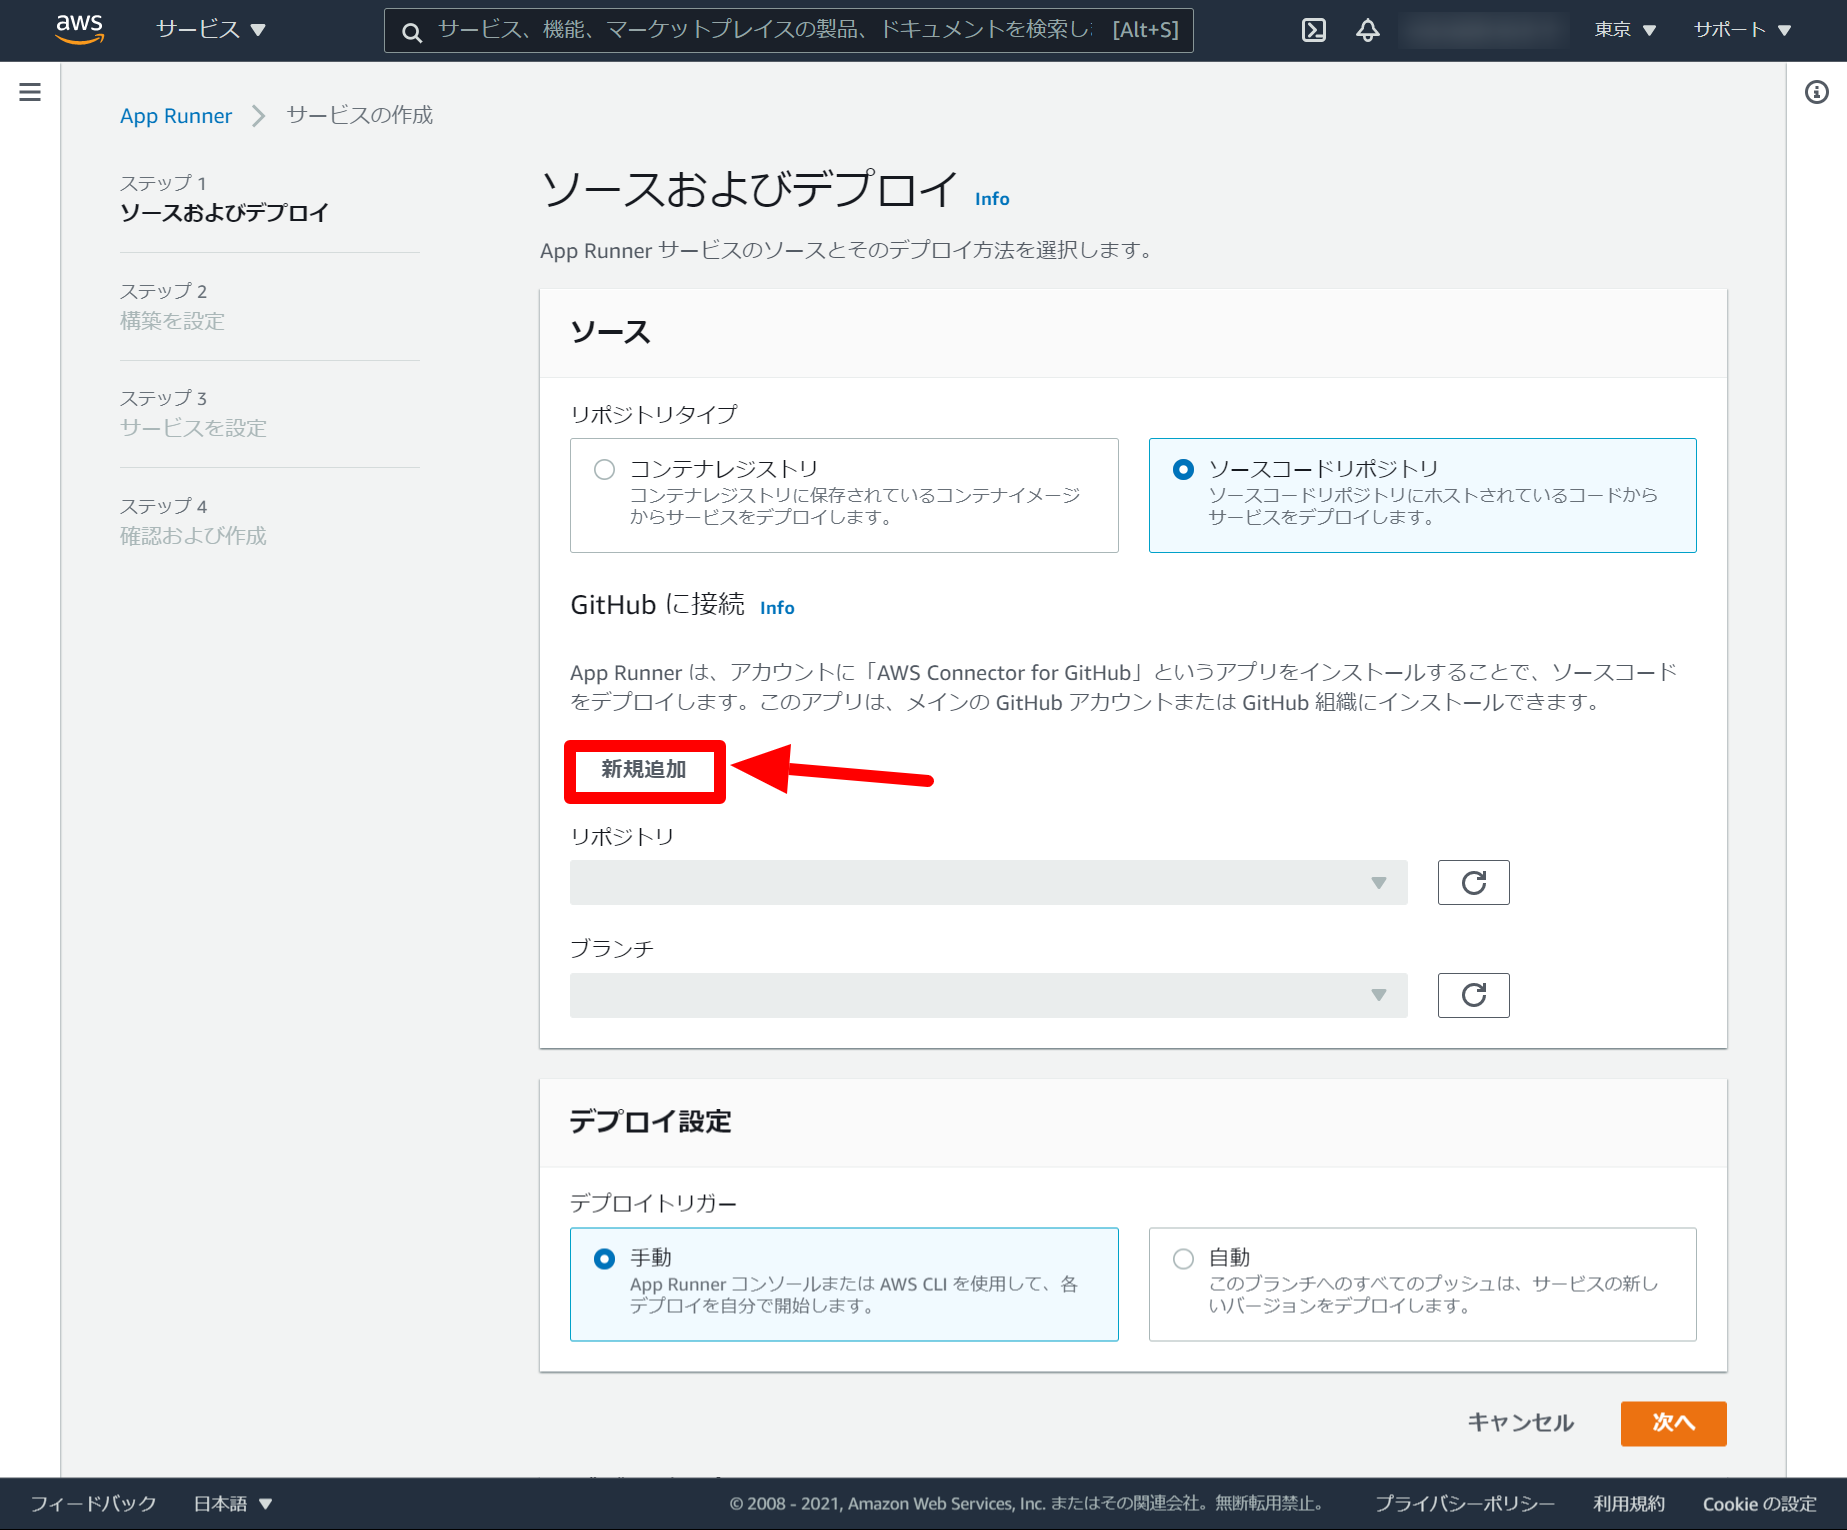 aws
サービス ▼
サービス、機能、マーケットプレイスの製品、ドキュメントを検索し [Alt+S]
東京 ▼
サポート ▼
App Runner
サービスの作成
ステップ 1
ソースおよびデプロイ
ステップ 2
構築を設定
ステップ 3
サービスを設定
ステップ 4
確認および作成
ソースおよびデプロイ Info
App Runner サービスのソースとそのデプロイ方法を選択します。
ソース
リポジトリタイプ
コンテナレジストリ
コンテナレジストリに保存されているコンテナイメージ
からサービスをデプロイします。
ソースコードリポジトリ
ソースコードリポジトリにホストされているコードから
サービスをデプロイします。
GitHub に接続 Info
App Runner は、アカウントに「AWS Connector for GitHub」というアプリをインストールすることで、ソースコード
をデプロイします。このアプリは、メインの GitHub アカウントまたは GitHub 組織にインストールできます。
新規追加
リポジトリ
ブランチ
デプロイ設定
デプロイトリガー
手動
App Runner コンソールまたは AWS CLI を使用して、各
デプロイを自分で開始します。
自動
このブランチへのすべてのプッシュは、サービスの新し
いバージョンをデプロイします。
キャンセル
次へ
フィードバック
日本語 ▼
© 2008 - 2021, Amazon Web Services, Inc. またはその関連会社。無断転用禁止。
プライバシーポリシー
利用規約
Cookie の設定